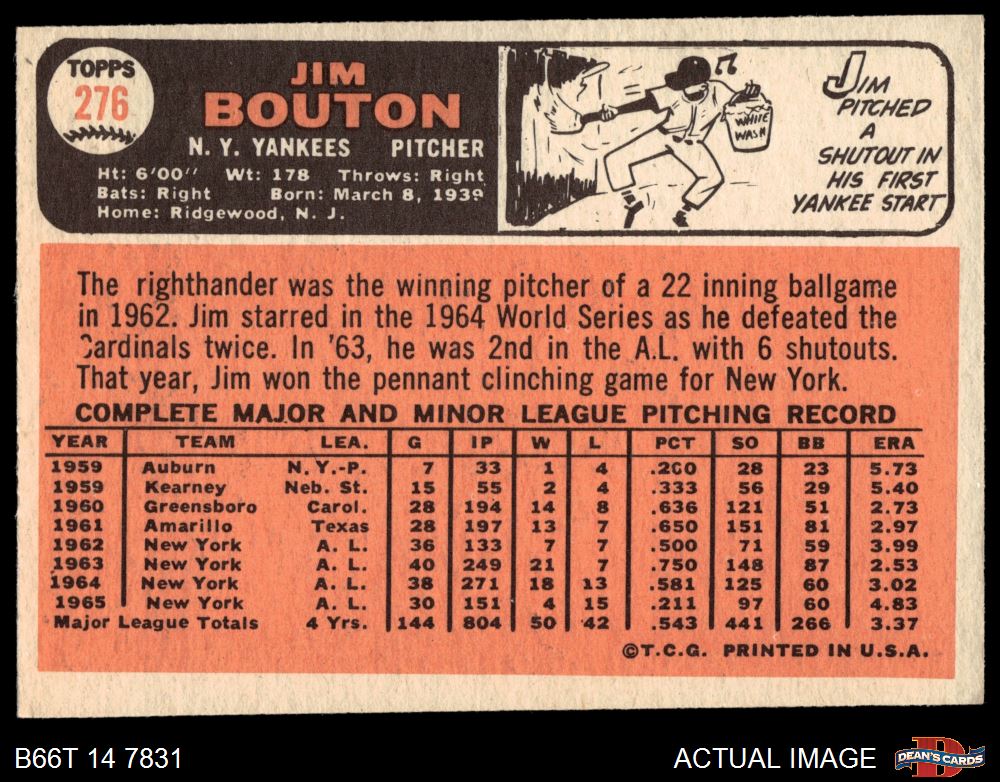 TOPPS
276
JIM
BOUTON
N. Y. YANKEES PITCHER
Ht: 6'00" Wt: 178 Throws: Right
Bats: Right Born: March 8, 1939
Home: Ridgewood, N. J.
WHITE
WASH
JIM
PITCHED
A
SHUTOUT IN
HIS FIRST
YANKEE START
The righthander was the winning pitcher of a 22 inning ballgame
in 1962. Jim starred in the 1964 World Series as he defeated the
Cardinals twice. In '63, he was 2nd in the A.L. with 6 shutouts.
That year, Jim won the pennant clinching game for New York.
COMPLETE MAJOR AND MINOR LEAGUE PITCHING RECORD
YEAR TEAM LEA. G IP W L PCT SO BB ERA
1959 Auburn N.Y.-P. 7 33 1 4 .200 28 23 5.73
1959 Kearney Neb. St. 15 55 2 4 .333 56 29 5.40
1960 Greensboro Carol. 28 194 14 8 .636 121 51 2.73
1961 Amarillo Texas 28 197 13 7 .650 151 81 2.97
1962 New York A. L. 36 133 7 7 .500 71 59 3.99
1963 New York A. L. 40 249 21 7 .750 148 87 2.53
1964 New York A. L. 38 271 18 13 .581 125 60 3.02
1965 New York A. L. 30 151 4 15 .211 97 60 4.83
Major League Totals 4 Yrs. 144 804 50 42 .543 441 266 3.37
©T.C.G. PRINTED IN U.S.A.
B66T 14 7831
ACTUAL IMAGE
D
DEAN'S CARDS